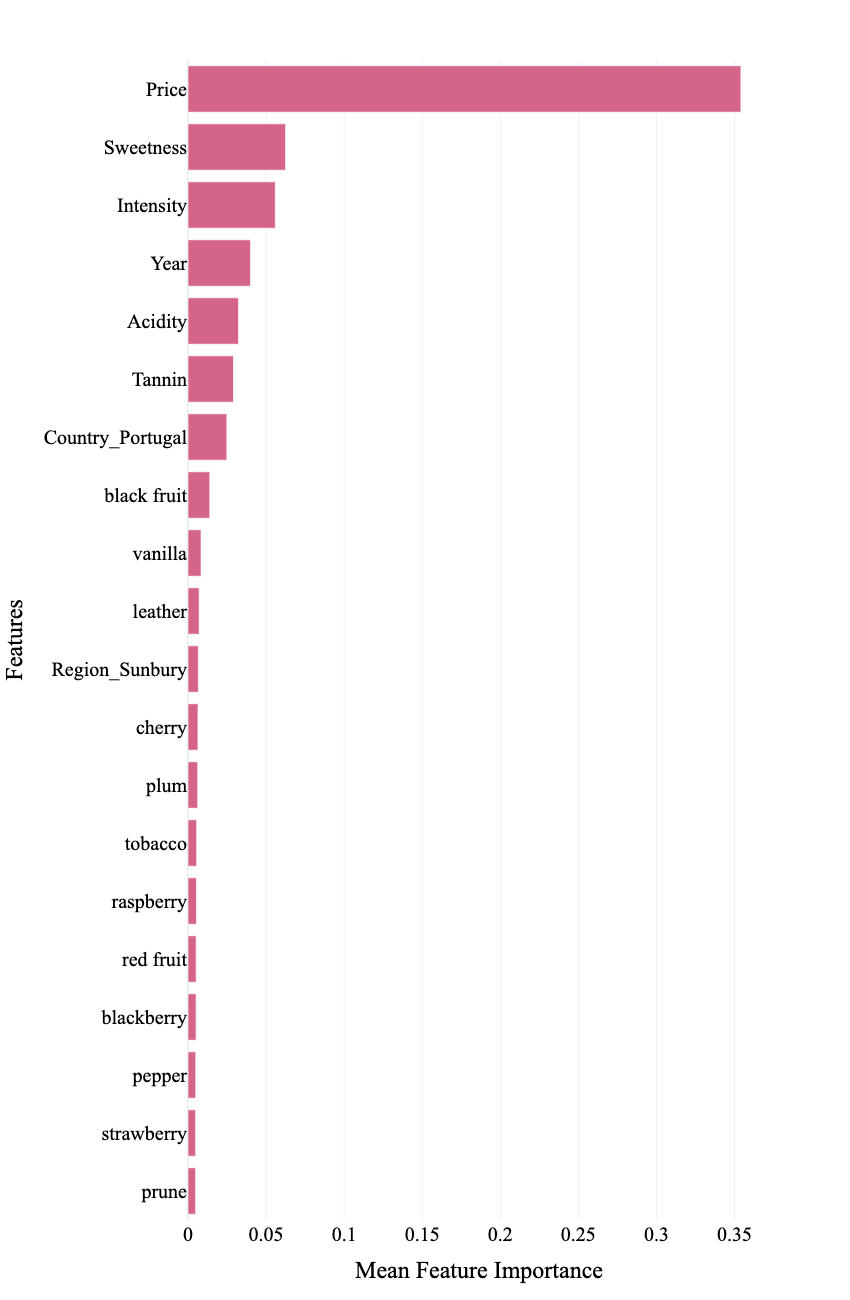 Price
Sweetness
Intensity
Year
Acidity
Tannin
Country_Portugal
black fruit
vanilla
leather
Region_Sunbury
cherry
plum
tobacco
raspberry
red fruit
blackberry
pepper
strawberry
prune
Features
0 0.05 0.1 0.15 0.2 0.25 0.3 0.35
Mean Feature Importance